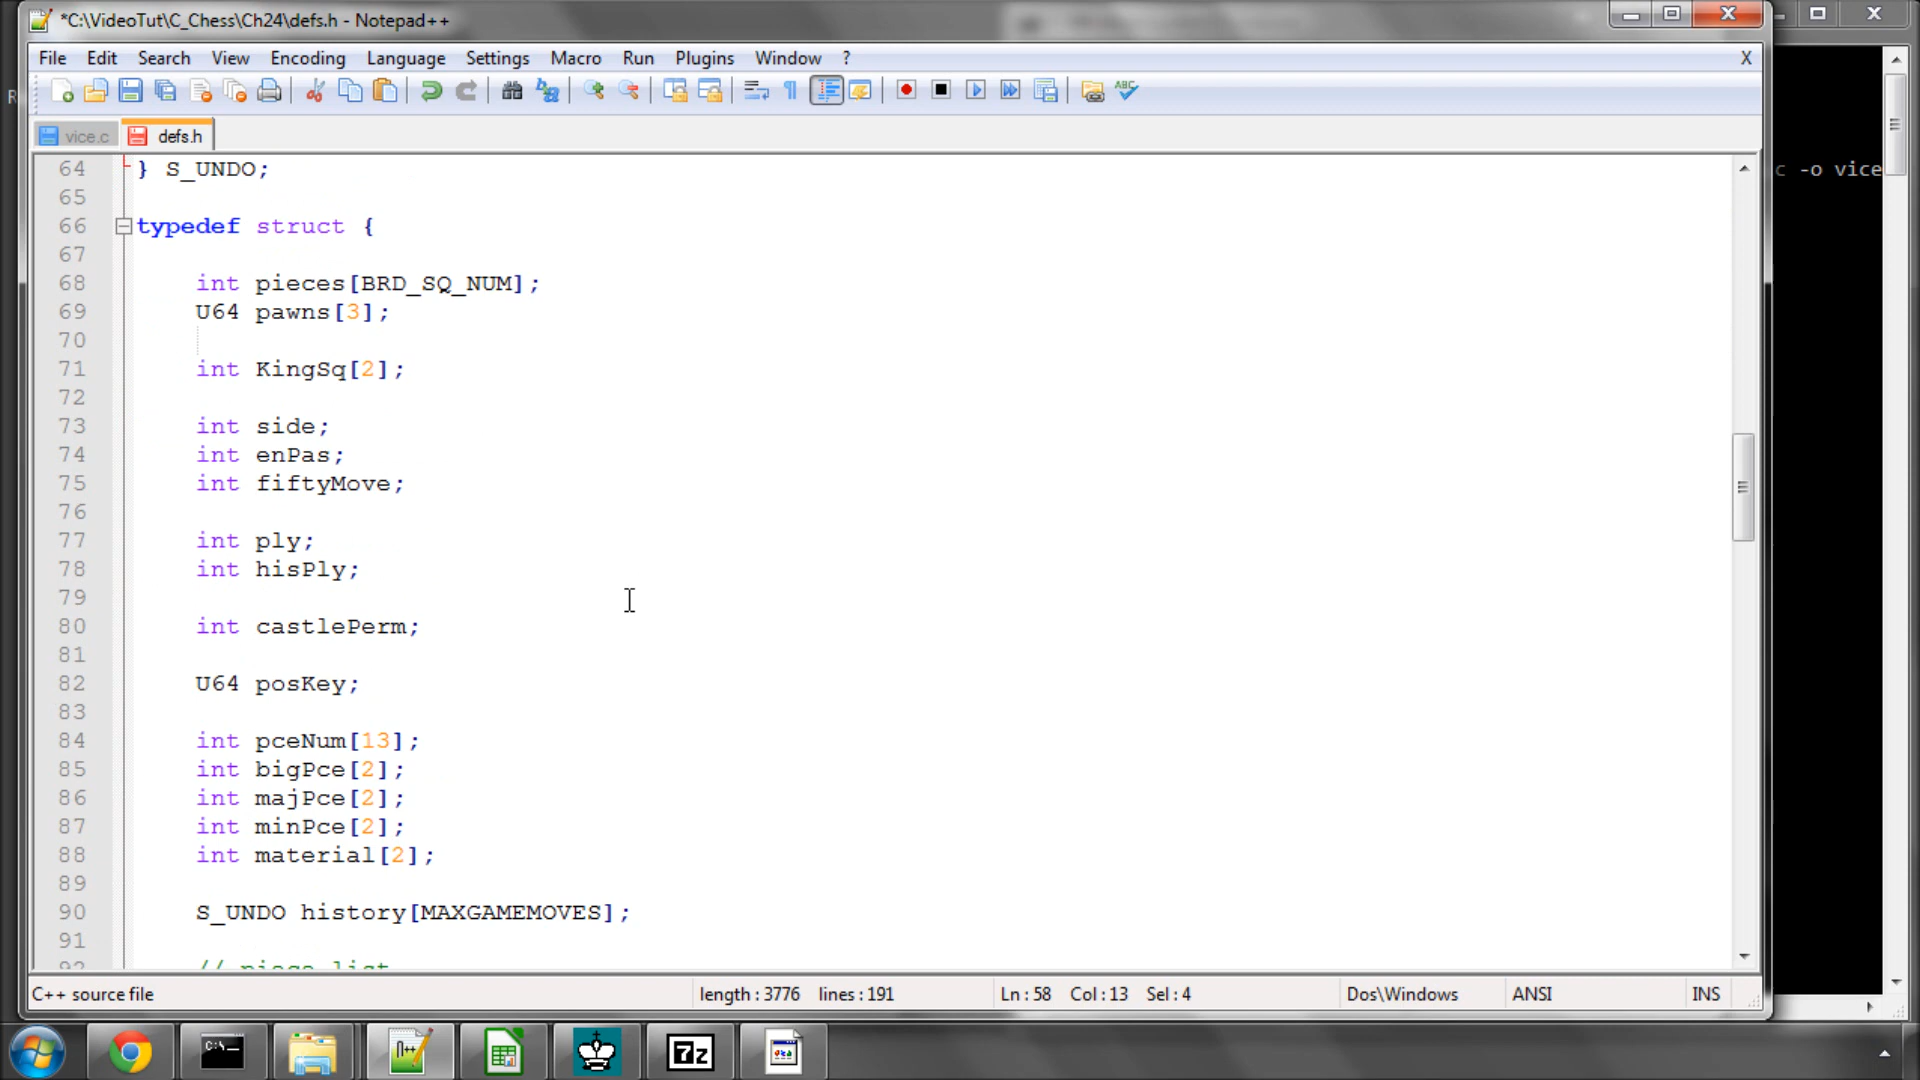 *C:\VideoTut\C_Chess\Ch24\defs.h - Notepad++
File Edit Search View Encoding Language Settings Macro Run Plugins Window ? X
vice.c defs.h
64 } S_UNDO;
65
66 typedef struct {
67
68 int pieces[BRD_SQ_NUM];
69 U64 pawns[3];
70
71 int KingSq[2];
72
73 int side;
74 int enPas;
75 int fiftyMove;
76
77 int ply;
78 int hisPly;
79
80 int castlePerm;
81
82 U64 posKey;
83
84 int pceNum[13];
85 int bigPce[2];
86 int majPce[2];
87 int minPce[2];
88 int material[2];
89
90 S_UNDO history[MAXGAMEMOVES];
91
92 // piece list
c -o vice
R
C++ source file length : 3776 lines : 191 Ln : 58 Col : 13 Sel : 4 Dos\Windows ANSI INS
C:\_
N++
7z